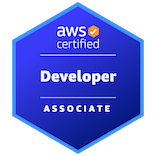 aws
certified
Developer
ASSOCIATE